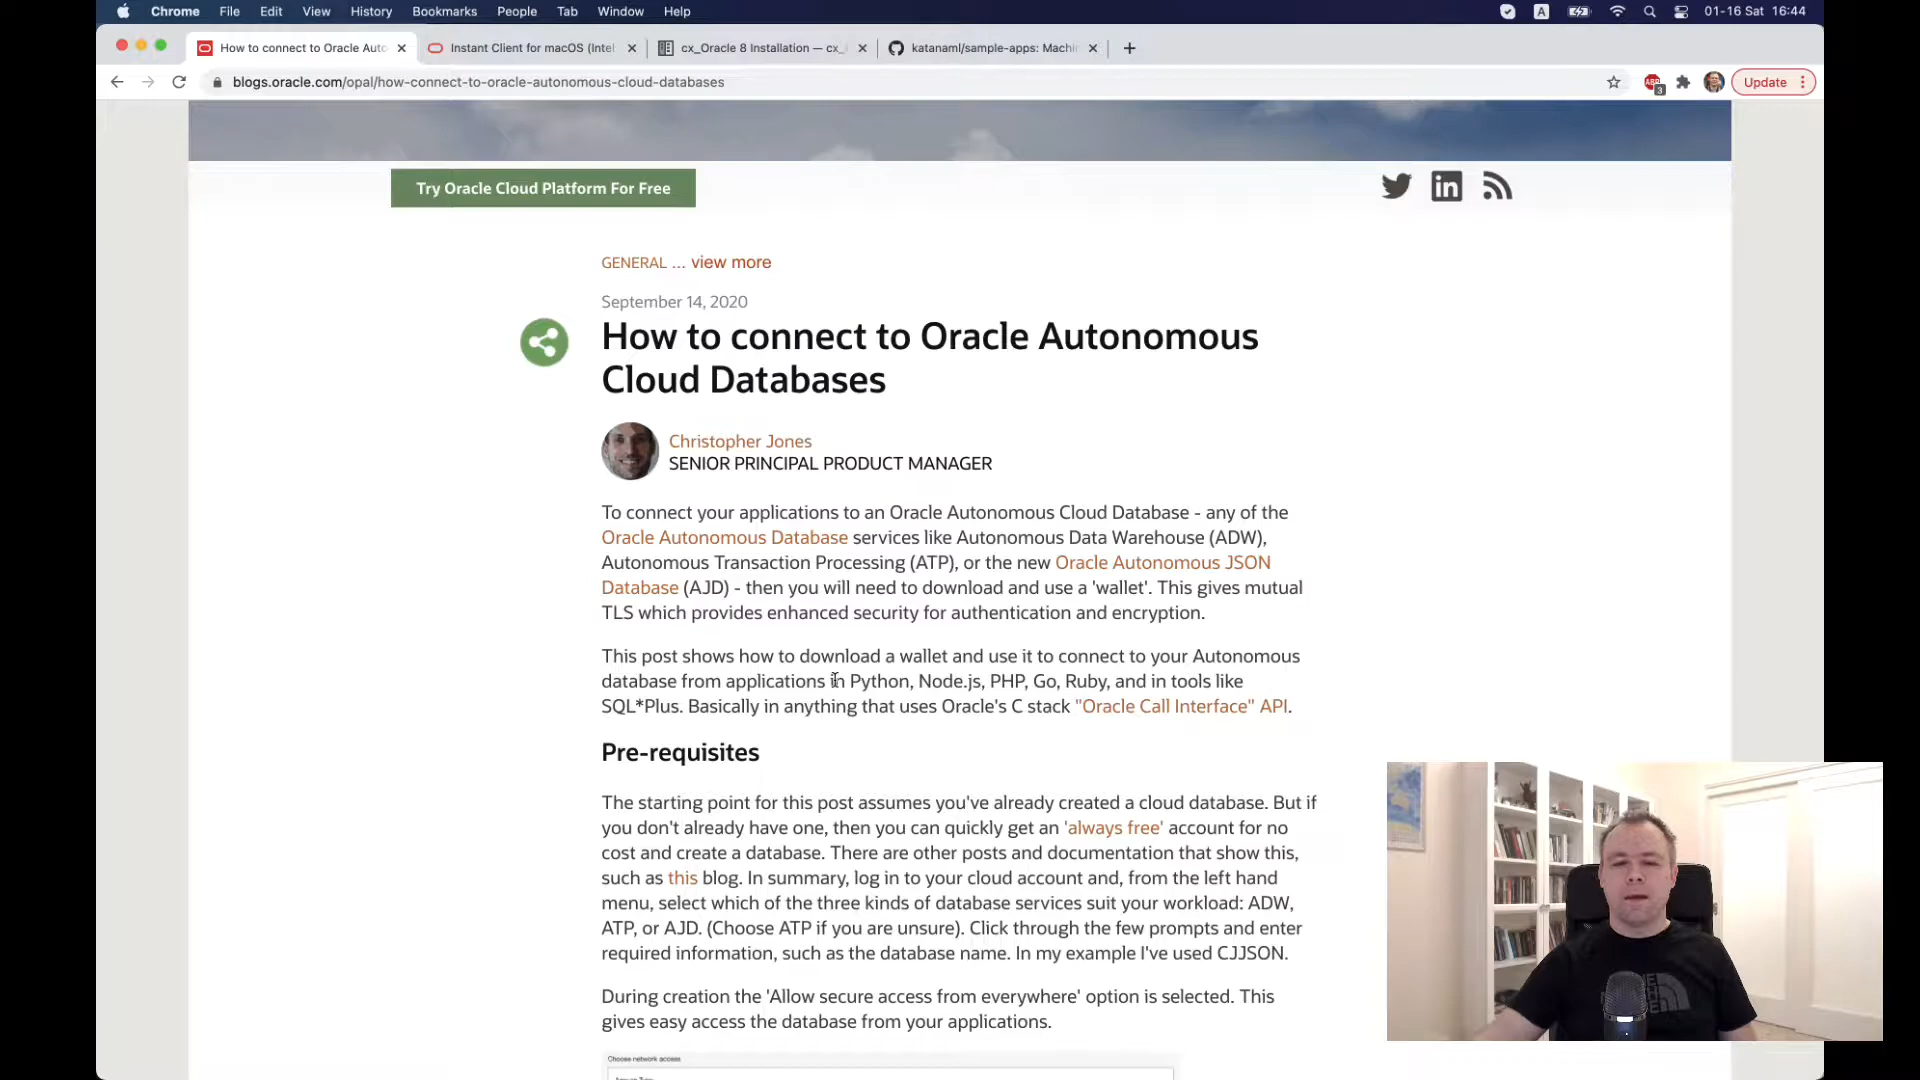 Chrome File Edit View History Bookmarks People Tab Window Help
A 01-16 Sat 16:44
How to connect to Oracle Auto
Instant Client for macOS (Intel
cx_Oracle 8 Installation — cx_
katanaml/sample-apps: Machi
blogs.oracle.com/opal/how-connect-to-oracle-autonomous-cloud-databases
ABP 3 Update
Try Oracle Cloud Platform For Free
in
GENERAL ... view more
September 14, 2020
How to connect to Oracle Autonomous
Cloud Databases
Christopher Jones
SENIOR PRINCIPAL PRODUCT MANAGER
To connect your applications to an Oracle Autonomous Cloud Database - any of the
Oracle Autonomous Database services like Autonomous Data Warehouse (ADW),
Autonomous Transaction Processing (ATP), or the new Oracle Autonomous JSON
Database (AJD) - then you will need to download and use a 'wallet'. This gives mutual
TLS which provides enhanced security for authentication and encryption.
This post shows how to download a wallet and use it to connect to your Autonomous
database from applications in Python, Node.js, PHP, Go, Ruby, and in tools like
SQL*Plus. Basically in anything that uses Oracle's C stack "Oracle Call Interface" API.
Pre-requisites
The starting point for this post assumes you've already created a cloud database. But if
you don't already have one, then you can quickly get an 'always free' account for no
cost and create a database. There are other posts and documentation that show this,
such as this blog. In summary, log in to your cloud account and, from the left hand
menu, select which of the three kinds of database services suit your workload: ADW,
ATP, or AJD. (Choose ATP if you are unsure). Click through the few prompts and enter
required information, such as the database name. In my example I've used CJJSON.
During creation the 'Allow secure access from everywhere' option is selected. This
gives easy access the database from your applications.
Choose network access